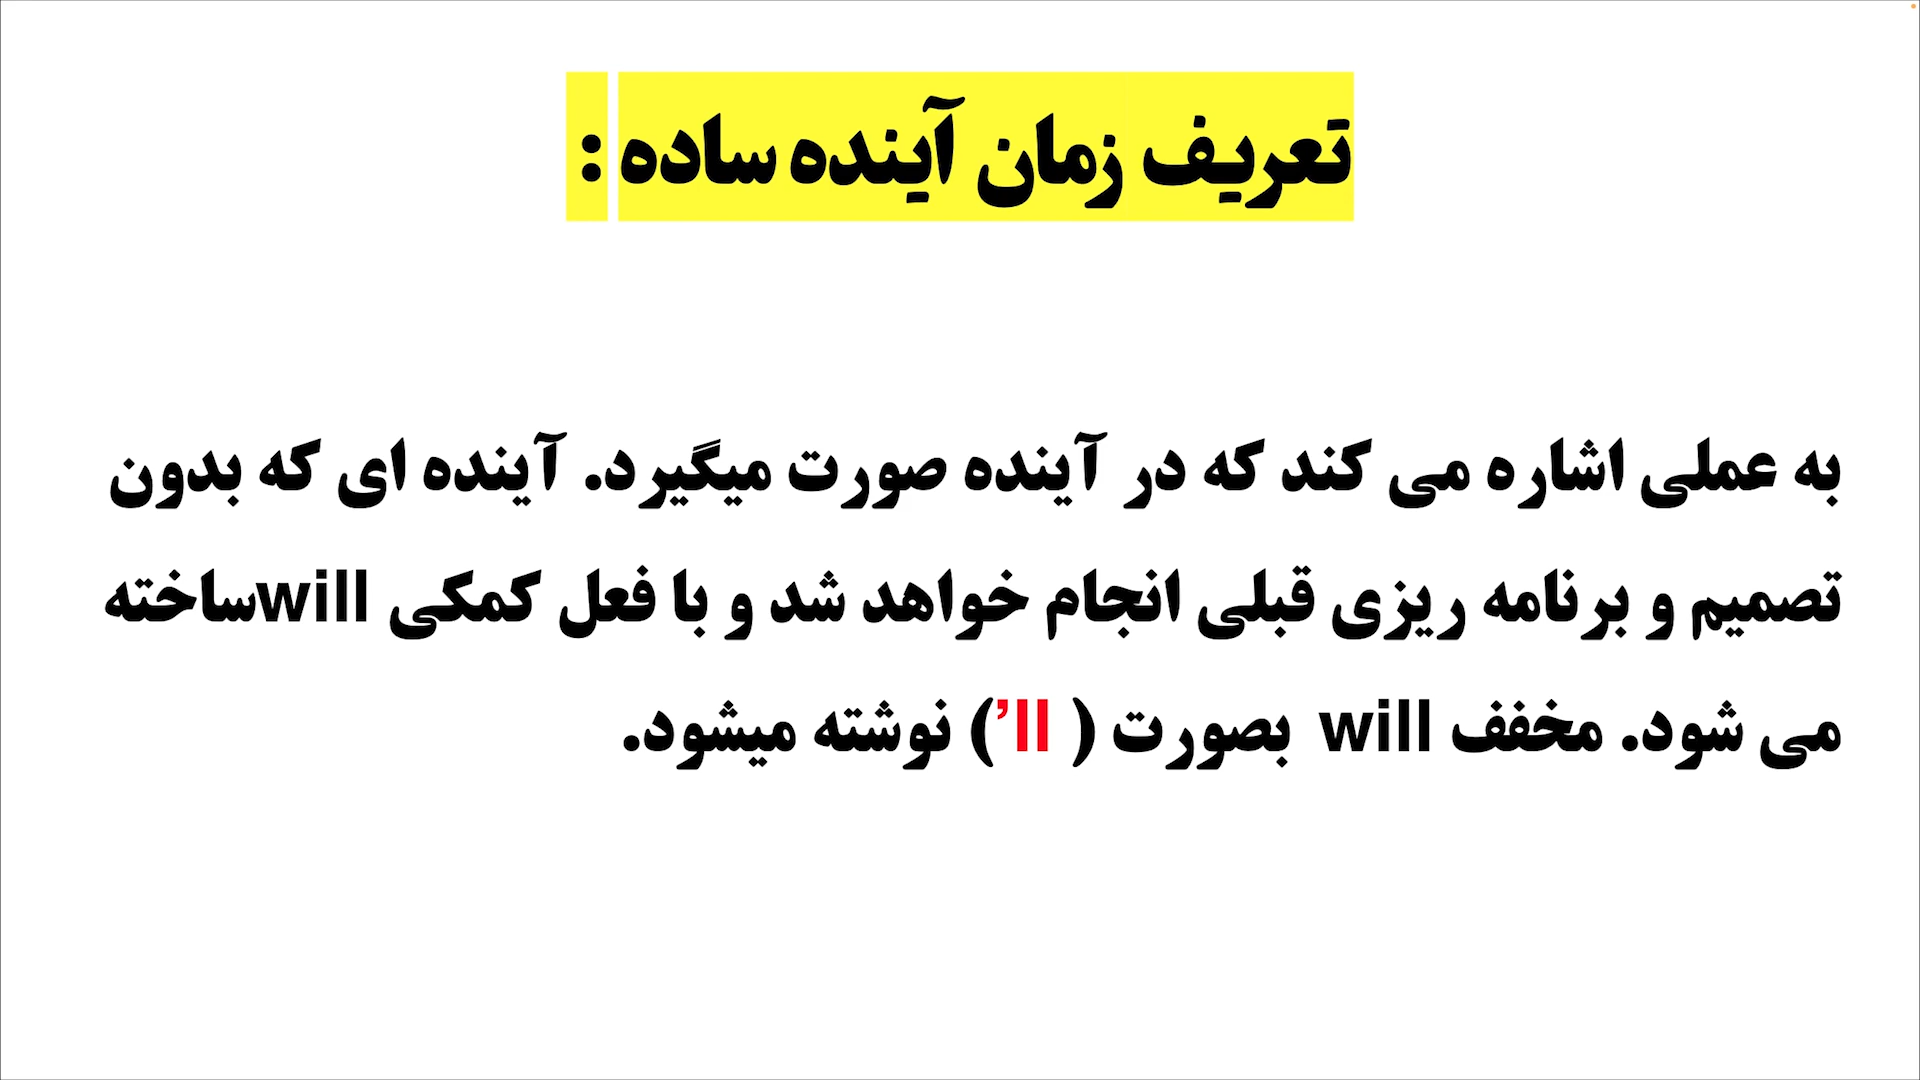 تعریف زمان آینده ساده :
به عملی اشاره می کند که در آینده صورت میگیرد. آینده ای که بدون
تصمیم و برنامه ریزی قبلی انجام خواهد شد و با فعل کمکی willساخته
می شود. مخفف will بصورت ( ’ll) نوشته میشود.